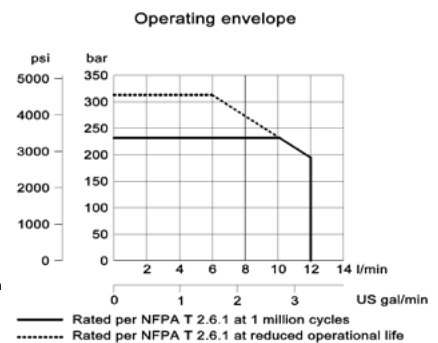 Operating envelope
psi bar
5000 350
4000 300
250
3000 200
2000 150
100
1000 50
0 0
2 4 6 8 10 12 14 l/min
0 1 2 3 US gal/min
Rated per NFPA T 2.6.1 at 1 million cycles
Rated per NFPA T 2.6.1 at reduced operational life